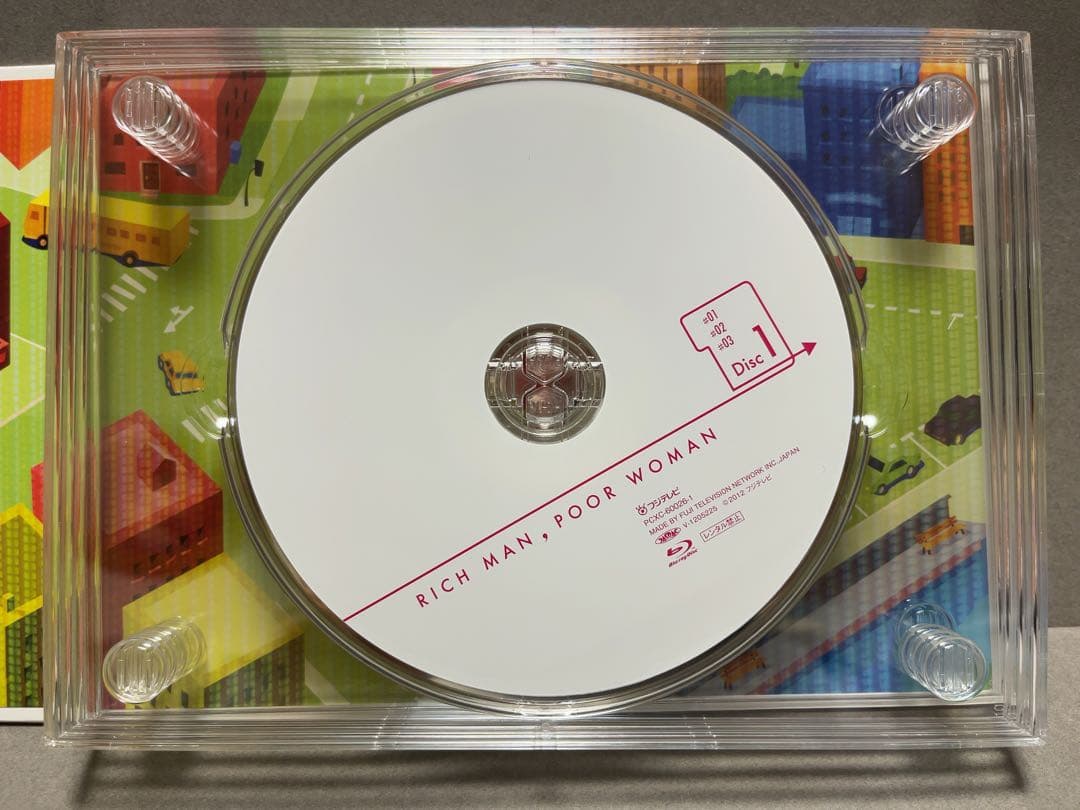 #01
#02
#03
Disc 1
RICH MAN, POOR WOMAN
フジテレビ
PCXC-60026-1
MADE BY FUJI TELEVISION NETWORK INC.JAPAN
V-1205225 ©2012 フジテレビ
レンタル禁止
Blu-ray Disc